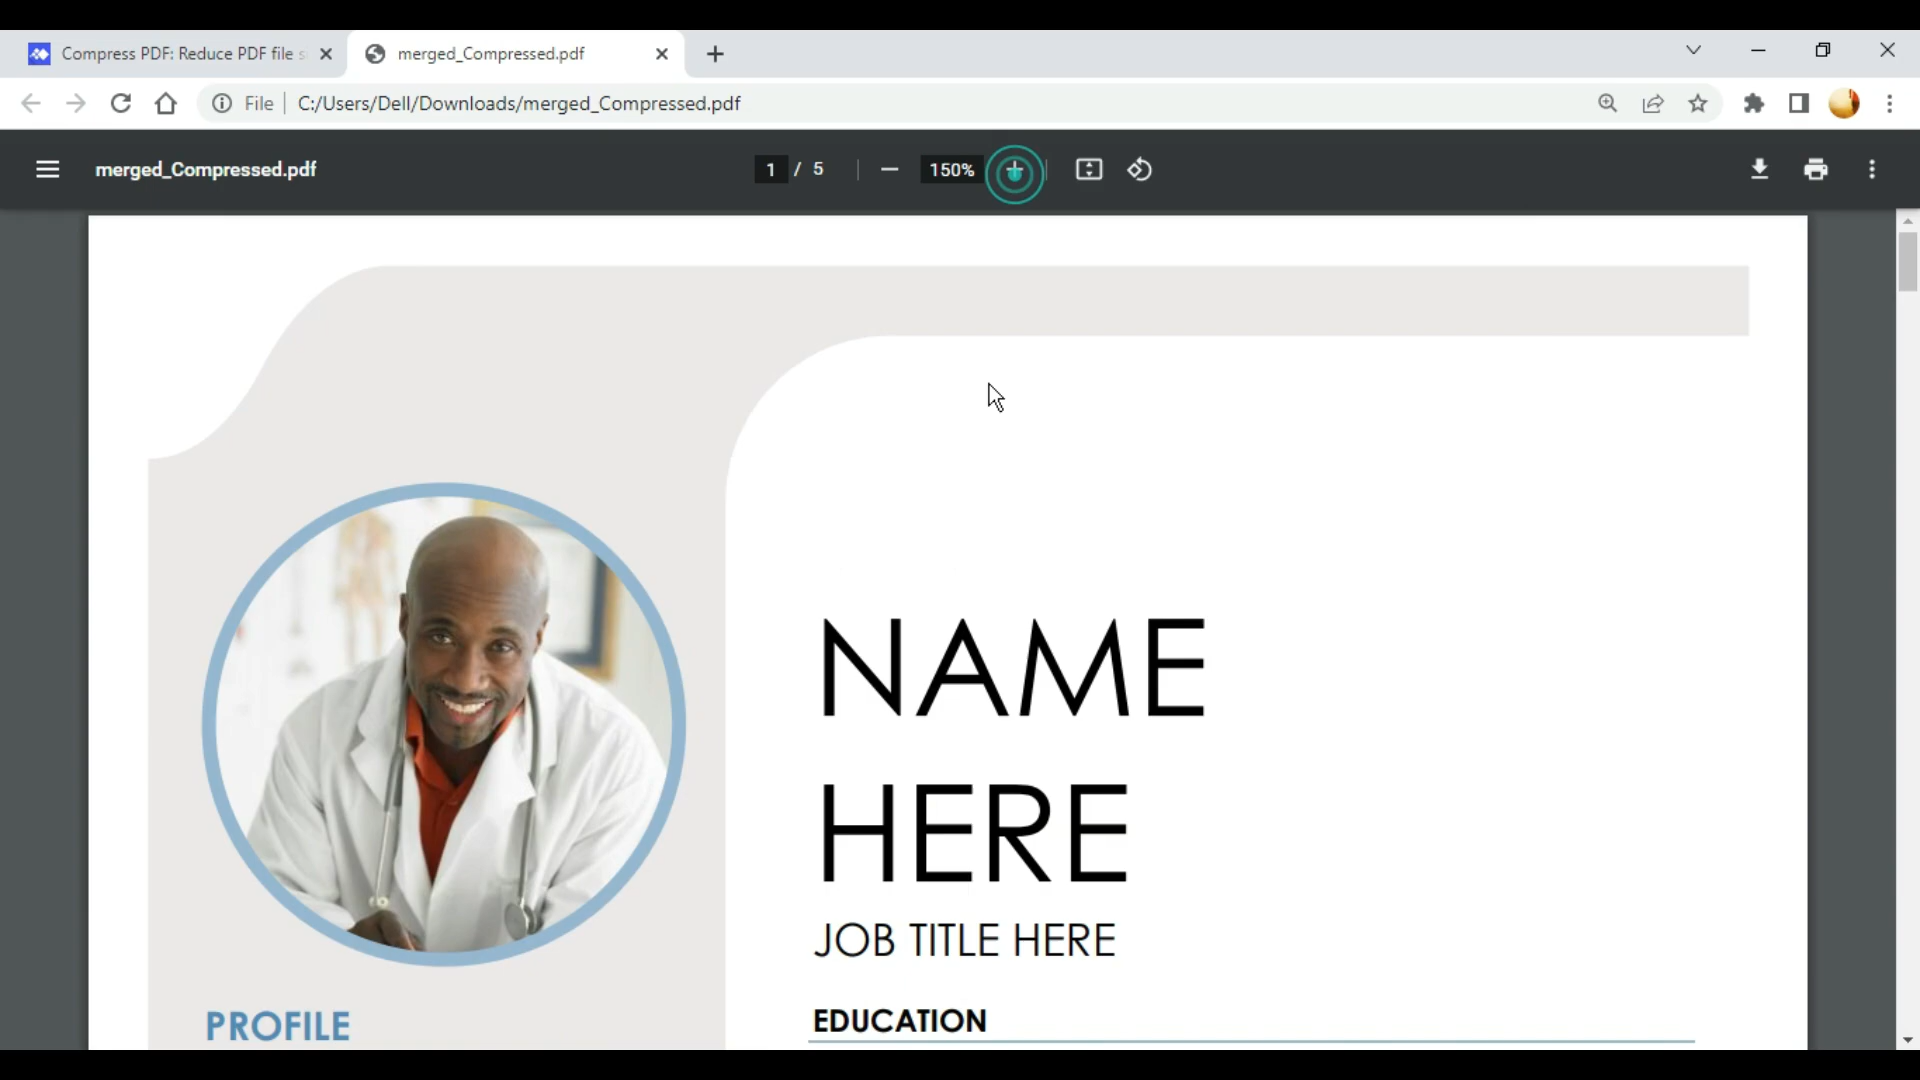 Compress PDF: Reduce PDF file
merged_Compressed.pdf
File
C:/Users/Dell/Downloads/merged_Compressed.pdf
merged_Compressed.pdf
1 / 5
150%
NAME
HERE
JOB TITLE HERE
PROFILE
EDUCATION